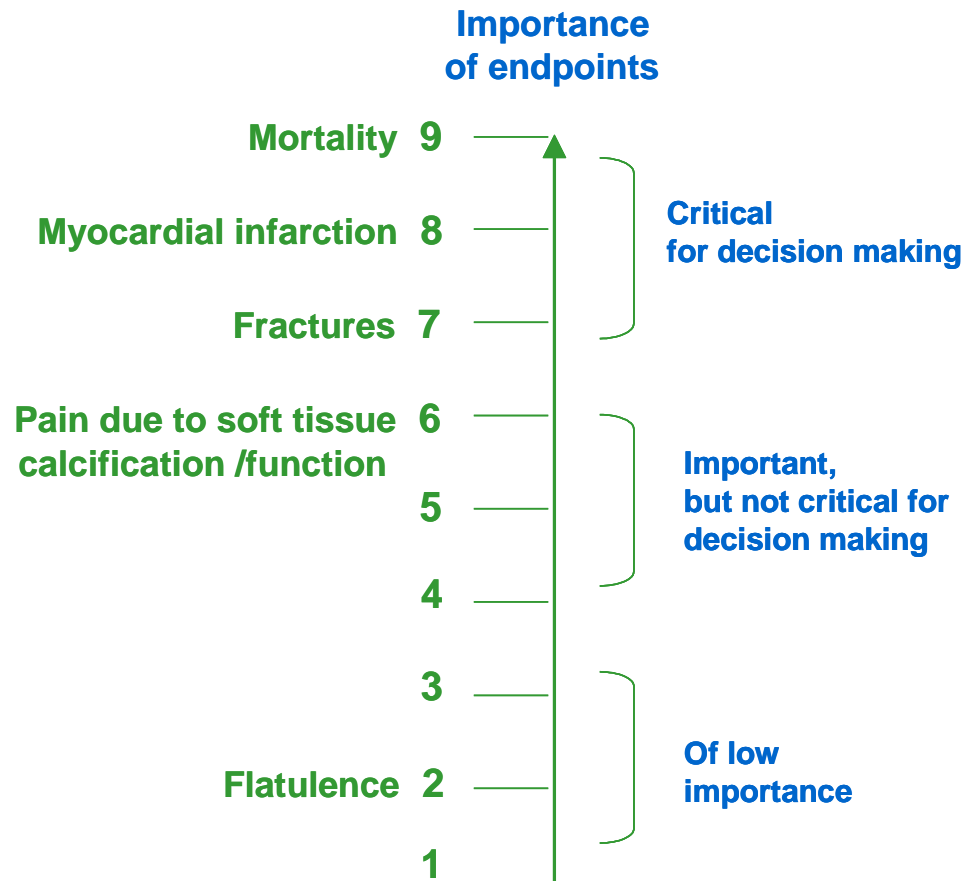 Importance
of endpoints
Mortality 9
Myocardial infarction 8
Critical
for decision making
Fractures 7
Pain due to soft tissue 6
calcification /function
Important,
but not critical for
decision making
5
4
3
Of low
importance
Flatulence 2
1